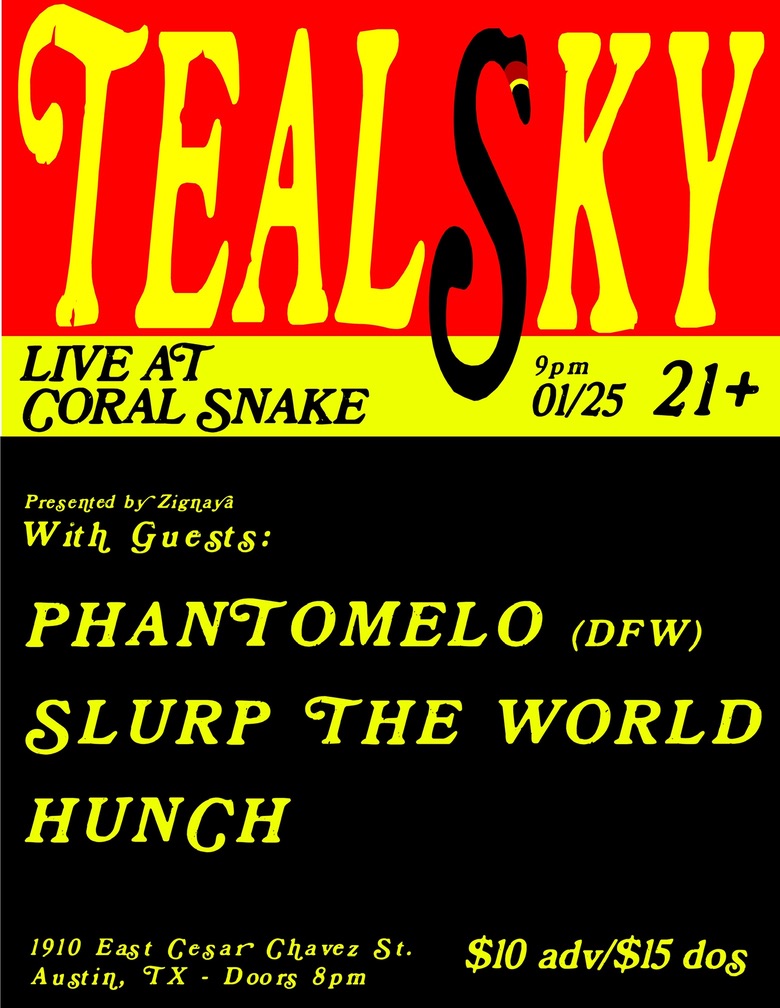 TEALSKY
LIVE AT
CORAL SNAKE
9pm
01/25
21+
Presented by Zignaya
With Guests:
PHANTOMELO (DFW)
SLURP THE WORLD
HUNCH
1910 East Cesar Chavez St.
Austin, TX - Doors 8pm
$10 adv/$15 dos